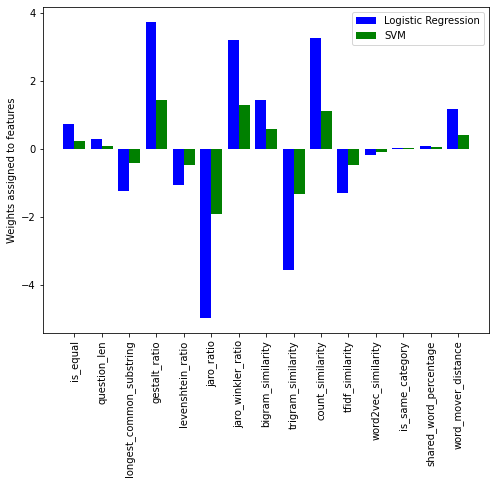 Logistic Regression
SVM
4
2
0
−2
−4
Weights assigned to features
is_equal
question_len
longest_common_substring
gestalt_ratio
levenshtein_ratio
jaro_ratio
jaro_winkler_ratio
bigram_similarity
trigram_similarity
count_similarity
tfidf_similarity
word2vec_similarity
is_same_category
shared_word_percentage
word_mover_distance